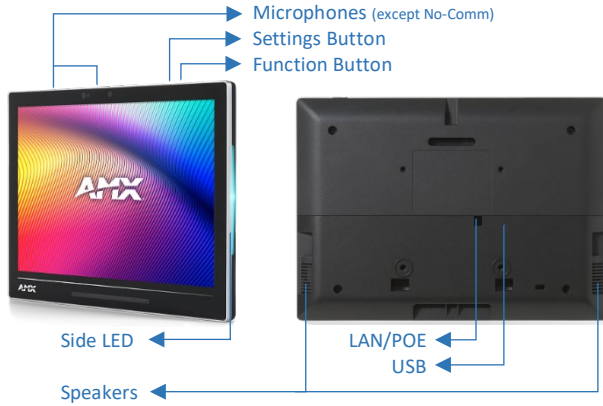 Microphones (except No-Comm)
Settings Button
Function Button
AMX
AMX
Side LED
LAN/POE
USB
Speakers